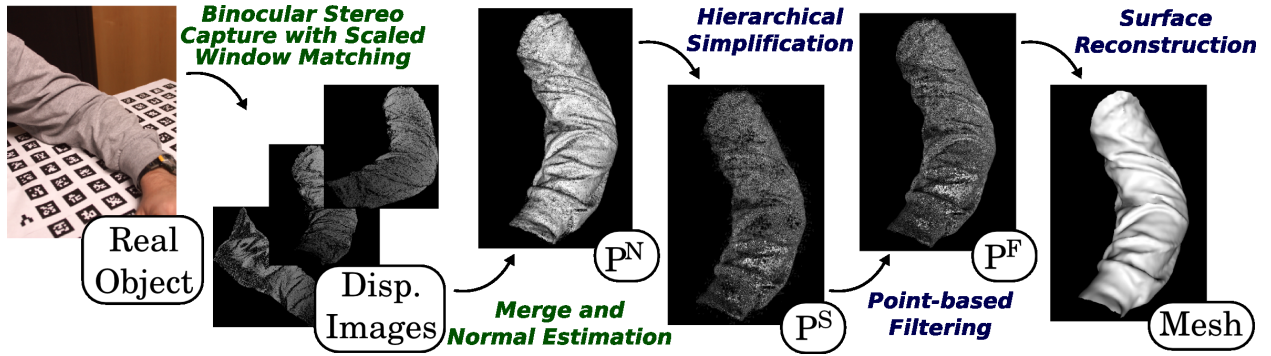 Binocular Stereo
Capture with Scaled
Window Matching
Hierarchical
Simplification
Surface
Reconstruction
Real
Object
Disp.
Images
Merge and
Normal Estimation
P^N
P^S
Point-based
Filtering
P^F
Mesh